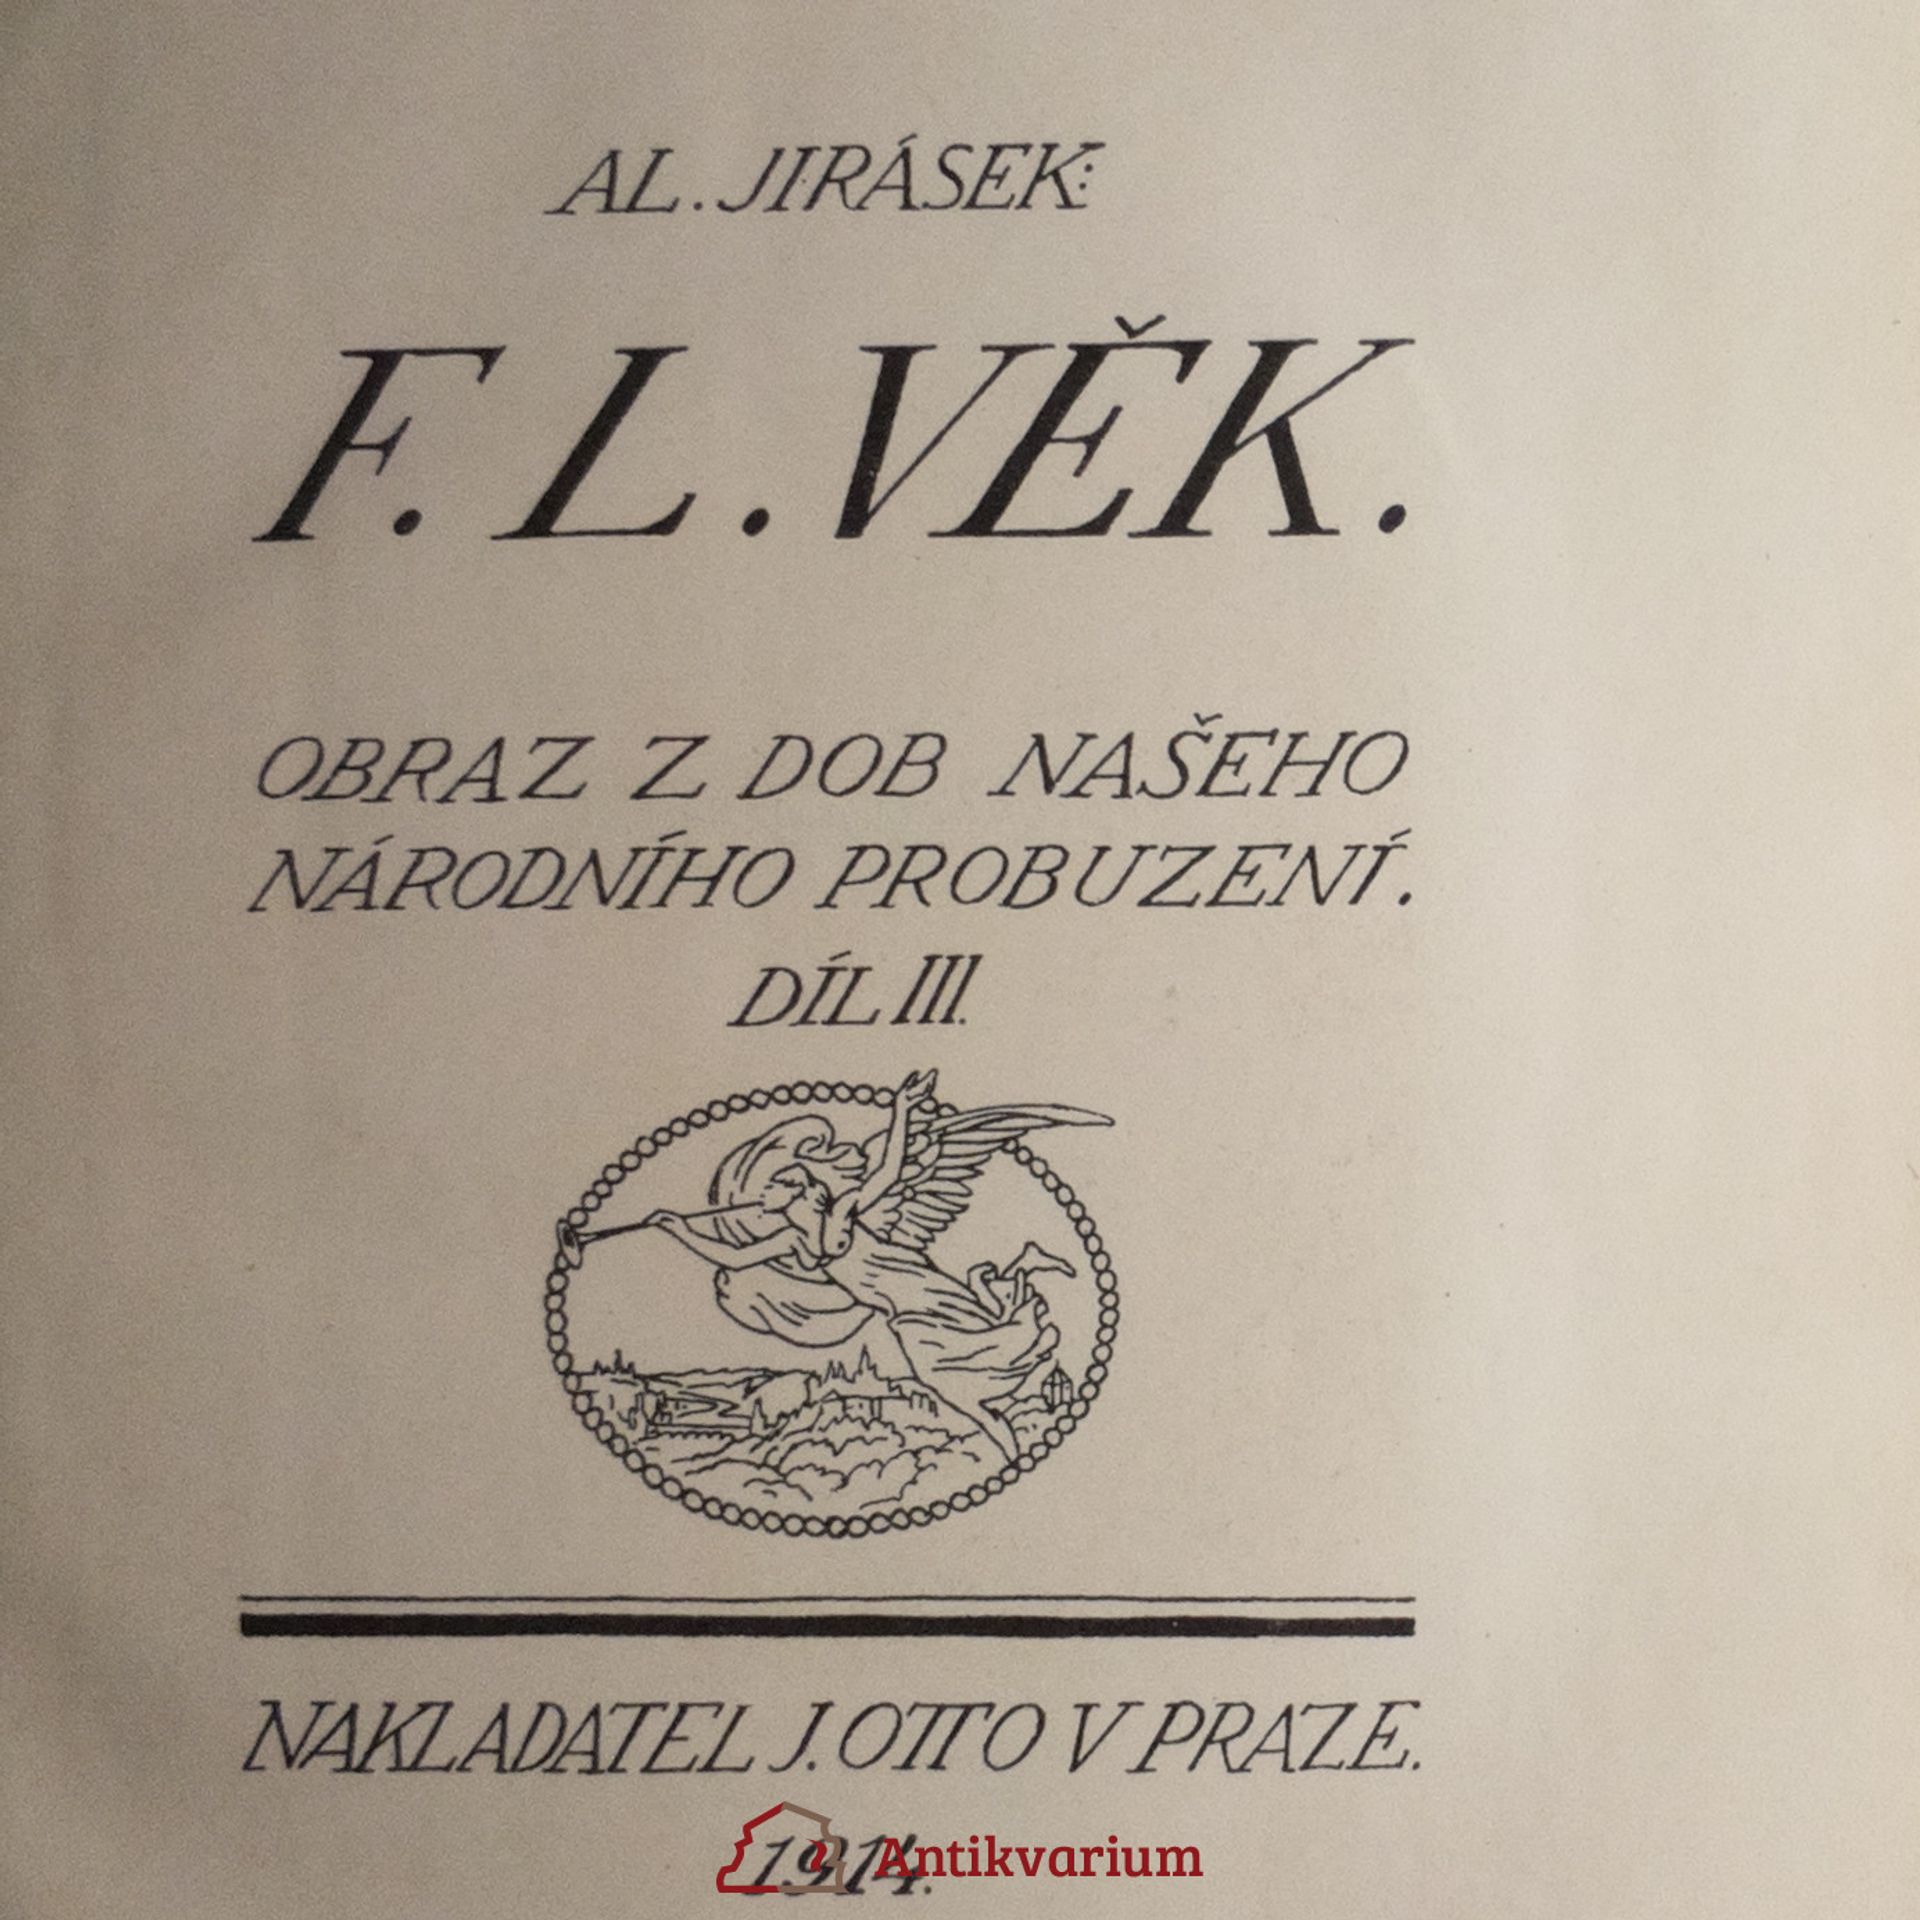 AL. JIRÁSEK:
F. L. VĚK.
OBRAZ Z DOB NAŠEHO
NÁRODNÍHO PROBUZENÍ.
DÍL III.
NAKLADATEL J. OTTO V PRAZE.
1914.
Antikvarium